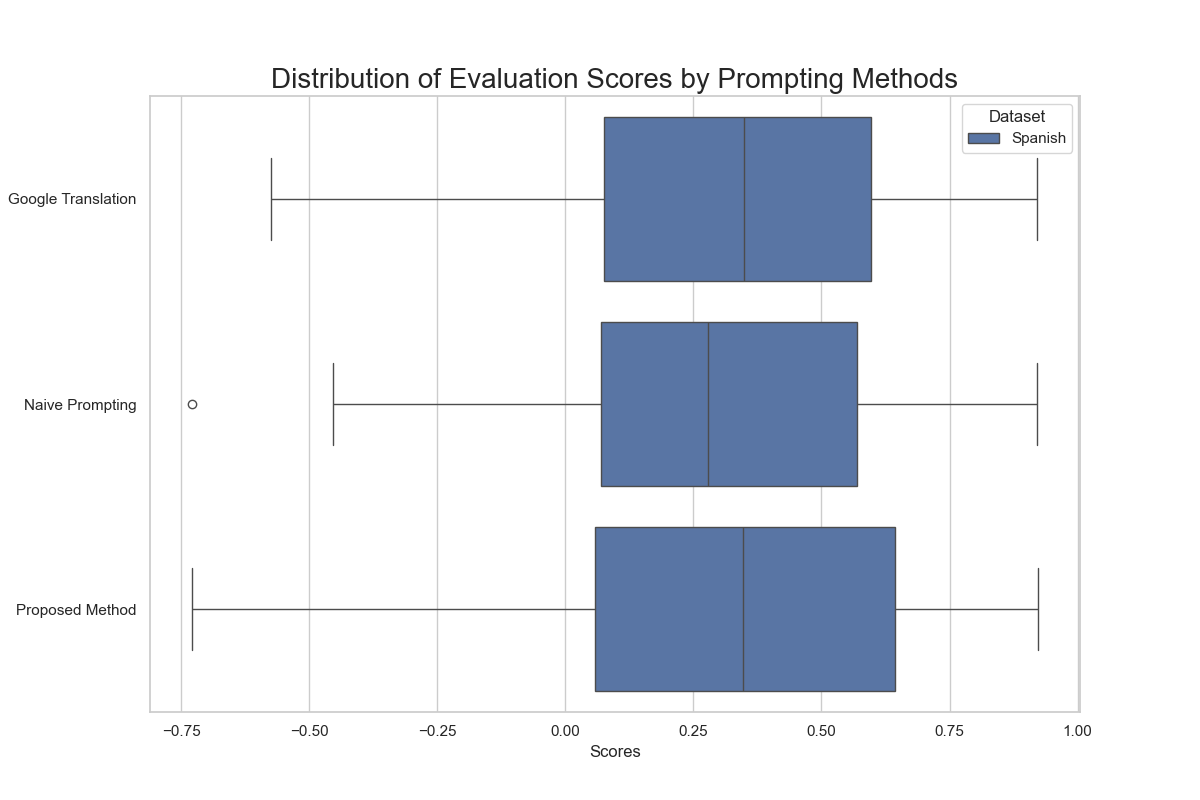 Distribution of Evaluation Scores by Prompting Methods
Dataset
Spanish
Google Translation
Naive Prompting
Proposed Method
−0.75 −0.50 −0.25 0.00 0.25 0.50 0.75 1.00
Scores